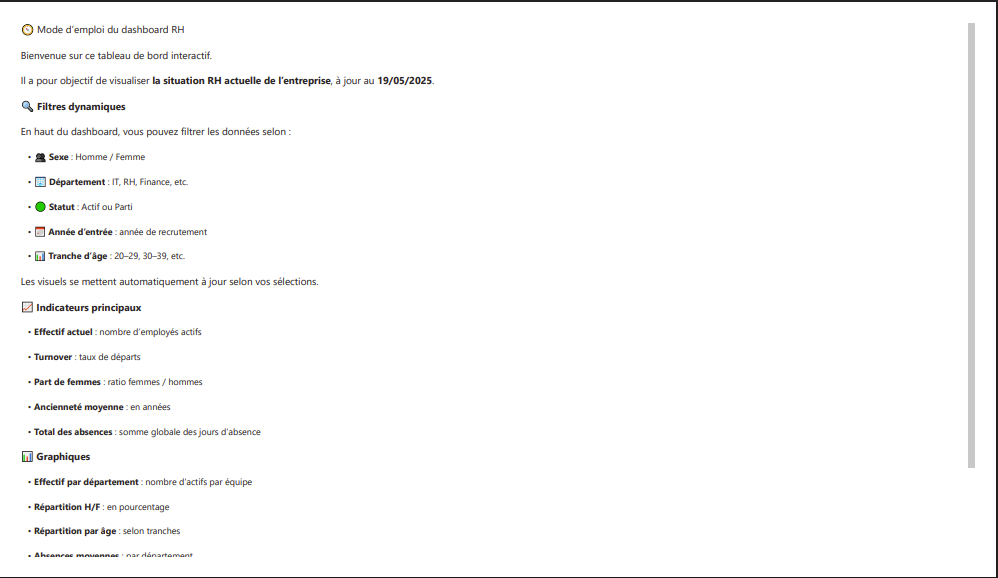 Mode d'emploi du dashboard RH
Bienvenue sur ce tableau de bord interactif.
Il a pour objectif de visualiser la situation RH actuelle de l'entreprise, à jour au 19/05/2025.
Filtres dynamiques
En haut du dashboard, vous pouvez filtrer les données selon :
• Sexe : Homme / Femme
• Département : IT, RH, Finance, etc.
• Statut : Actif ou Parti
• Année d'entrée : année de recrutement
• Tranche d'âge : 20–29, 30–39, etc.
Les visuels se mettent automatiquement à jour selon vos sélections.
Indicateurs principaux
• Effectif actuel : nombre d'employés actifs
• Turnover : taux de départs
• Part de femmes : ratio femmes / hommes
• Ancienneté moyenne : en années
• Total des absences : somme globale des jours d'absence
Graphiques
• Effectif par département : nombre d'actifs par équipe
• Répartition H/F : en pourcentage
• Répartition par âge : selon tranches
• Absences moyennes : par département